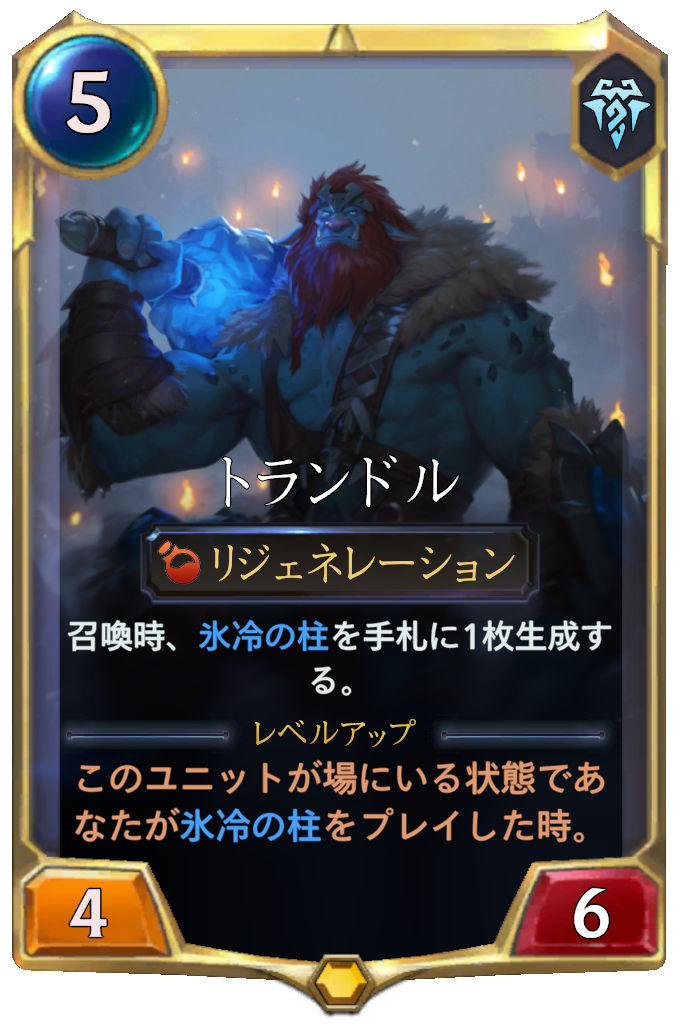 5
トランドル
リジェネレーション
召喚時、氷冷の柱を手札に1枚生成す
る。
レベルアップ
このユニットが場にいる状態であ
なたが氷冷の柱をプレイした時。
4
6